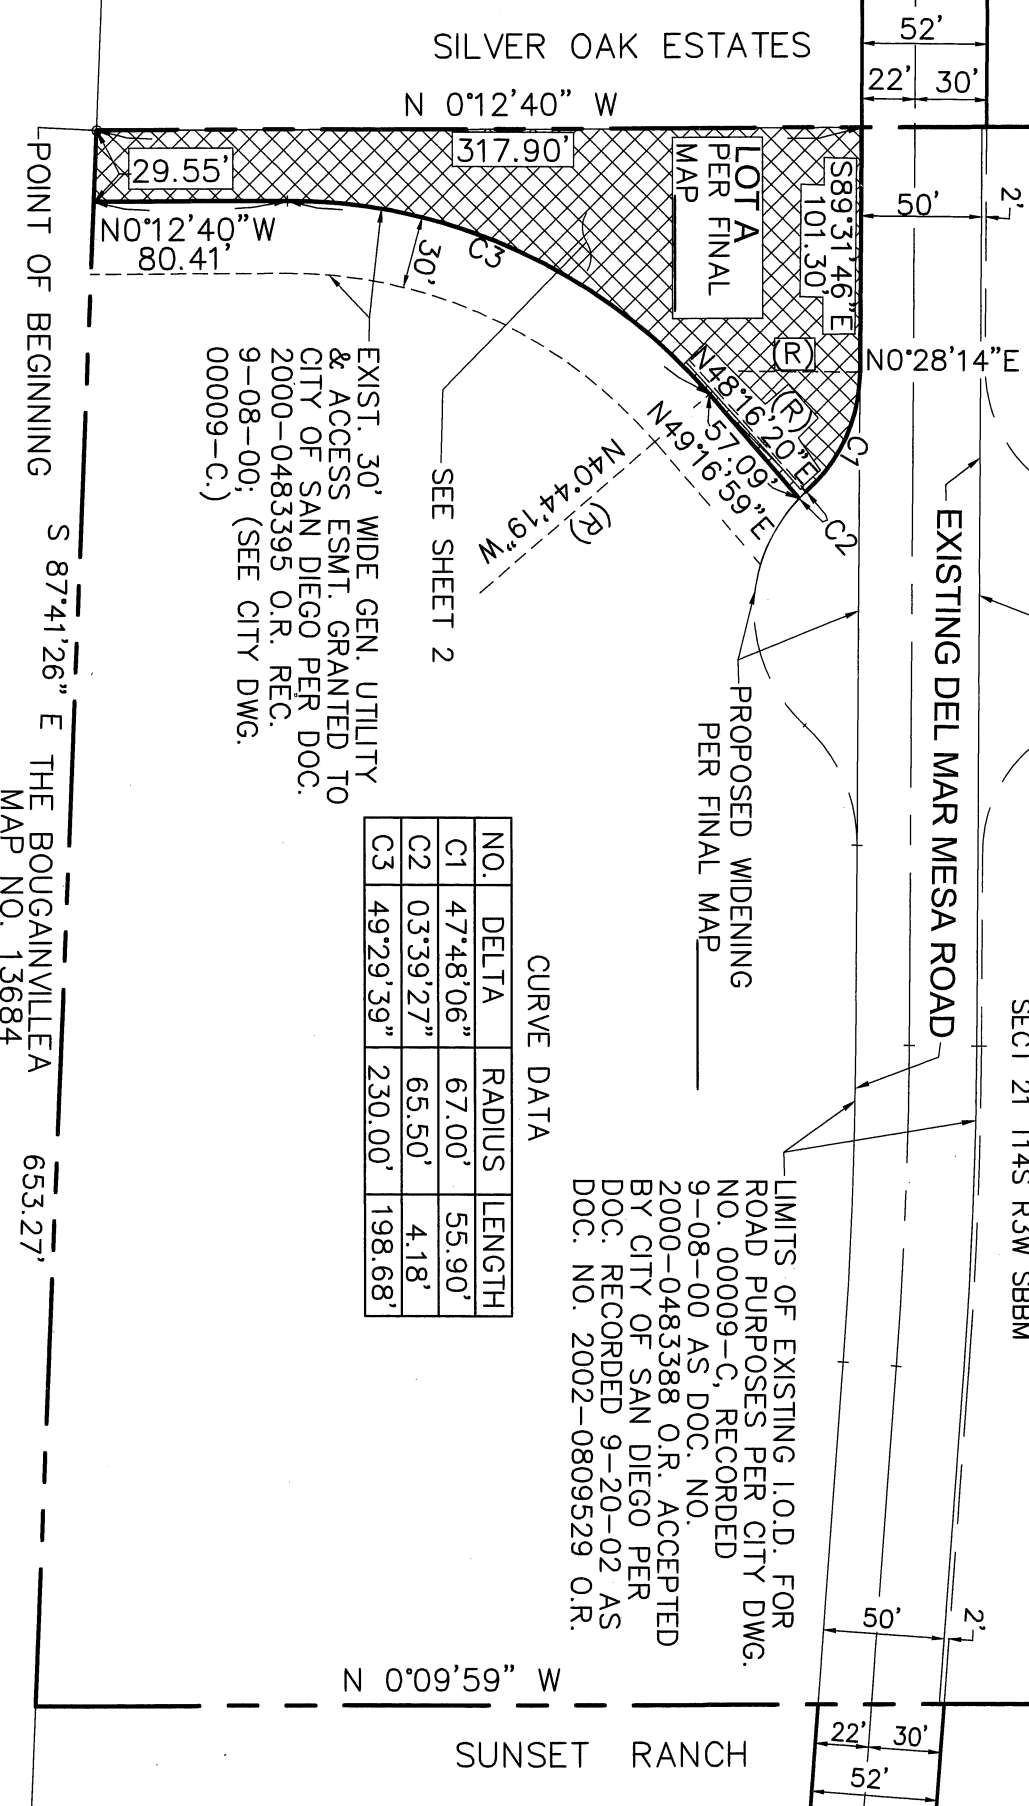 SILVER OAK ESTATES
N 0°12'40" W
52'
22'
30'
317.90'
29.55'
LOT A
PER FINAL
MAP
S89°31'46"E
101.30'
50'
2'
N0°12'40"W
80.41'
30'
C3
(R)
N0°28'14"E
C1
N48°16'20"E
(R)
57.09'
N49°16'59"E
C2
N40°44'19"W
(R)
POINT OF BEGINNING
S 87°41'26" E
THE BOUGAINVILLEA
MAP NO. 13684
653.27'
EXIST. 30' WIDE GEN. UTILITY
& ACCESS ESMT. GRANTED TO
CITY OF SAN DIEGO PER DOC.
2000-0483395 O.R. REC.
9-08-00; (SEE CITY DWG.
00009-C.)
SEE SHEET 2
PROPOSED WIDENING
PER FINAL MAP
EXISTING DEL MAR MESA ROAD
SECT 21 T14S R3W SBBM
CURVE DATA
NO. DELTA RADIUS LENGTH
C1 47°48'06" 67.00' 55.90'
C2 03°39'27" 65.50' 4.18'
C3 49°29'39" 230.00' 198.68'
LIMITS OF EXISTING I.O.D. FOR
ROAD PURPOSES PER CITY DWG.
NO. 00009-C, RECORDED
9-08-00 AS DOC. NO.
2000-0483388 O.R. ACCEPTED
BY CITY OF SAN DIEGO PER
DOC. RECORDED 9-20-02 AS
DOC. NO. 2002-0809529 O.R.
50'
2'
N 0°09'59" W
SUNSET RANCH
22'
30'
52'